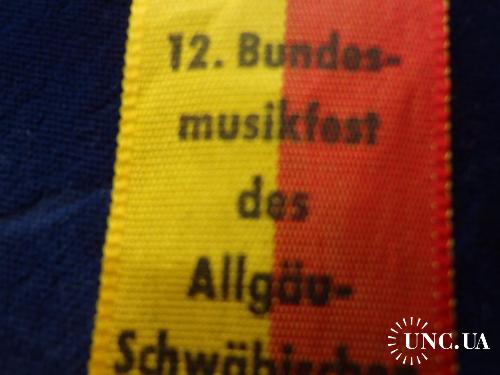 12. Bundes-
musikfest
des
Allgäu-
Schwäbischen
UNC.UA